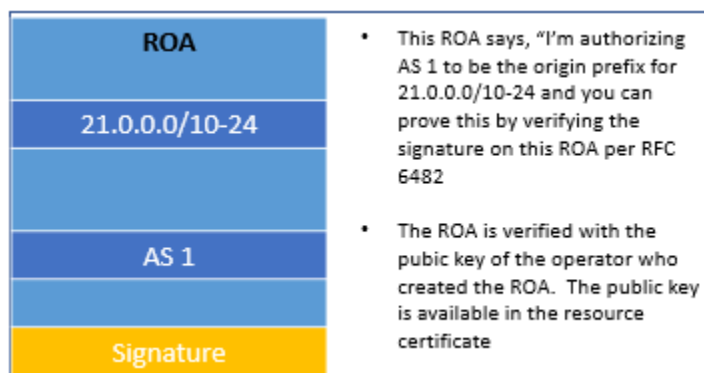 ROA
21.0.0.0/10-24
AS 1
Signature
• This ROA says, “I’m authorizing
AS 1 to be the origin prefix for
21.0.0.0/10-24 and you can
prove this by verifying the
signature on this ROA per RFC
6482
• The ROA is verified with the
pubic key of the operator who
created the ROA. The public key
is available in the resource
certificate